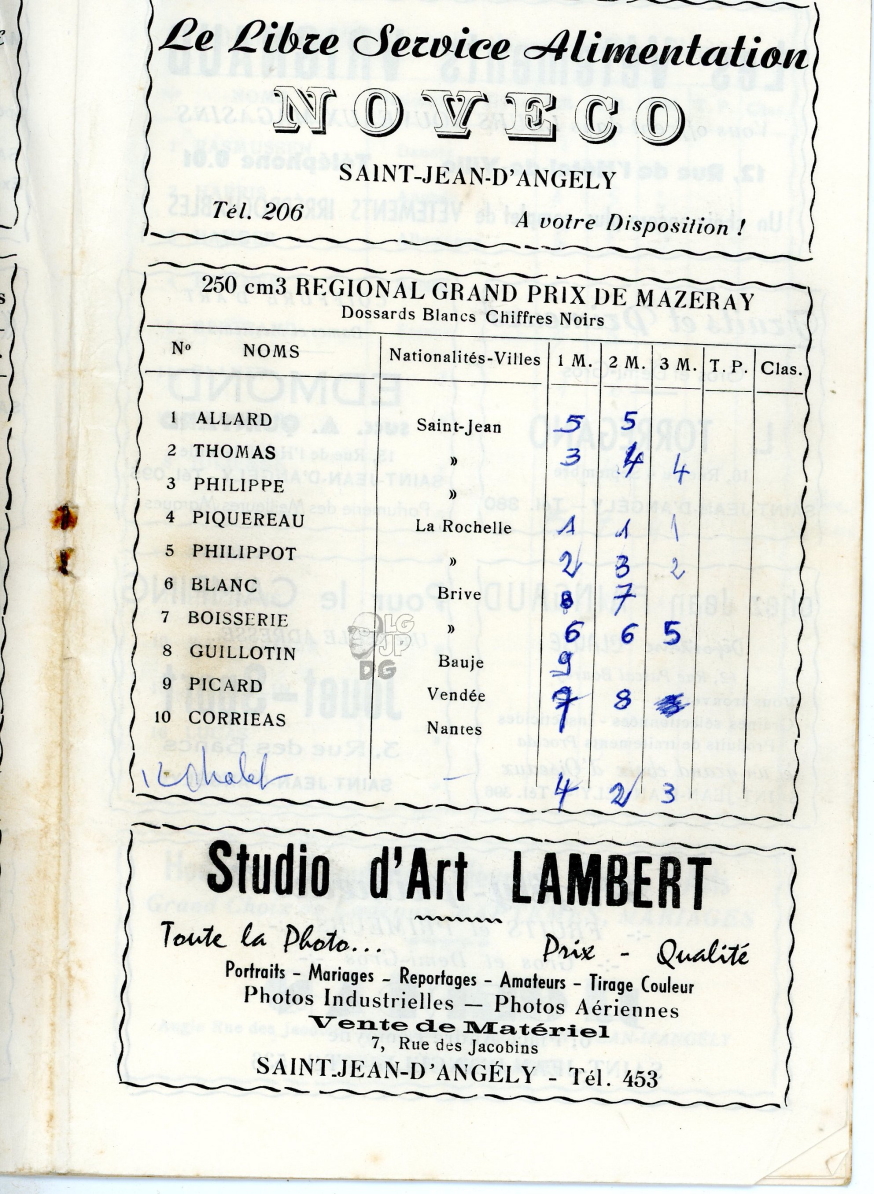 Le Libre Service Alimentation
NOVECO
SAINT-JEAN-D'ANGELY
Tél. 206 A votre Disposition !
250 cm3 REGIONAL GRAND PRIX DE MAZERAY
Dossards Blancs Chiffres Noirs
No NOMS Nationalités-Villes 1 M. 2 M. 3 M. T. P. Clas.
1 ALLARD Saint-Jean 5 5
2 THOMAS » 3 4 4
3 PHILIPPE »
4 PIQUEREAU La Rochelle 1 1 1
5 PHILIPPOT » 2 3 2
6 BLANC Brive 8 7
7 BOISSERIE » 6 6 5
8 GUILLOTIN Bauje 9
9 PICARD Vendée 7 8
10 CORRIEAS Nantes
12 Chalet – 4 2 3
LG
JP
DG
Studio d'Art LAMBERT
Toute la Photo... Prix - Qualité
Portraits - Mariages - Reportages - Amateurs - Tirage Couleur
Photos Industrielles — Photos Aériennes
Vente de Matériel
7, Rue des Jacobins
SAINT-JEAN-D'ANGÉLY - Tél. 453